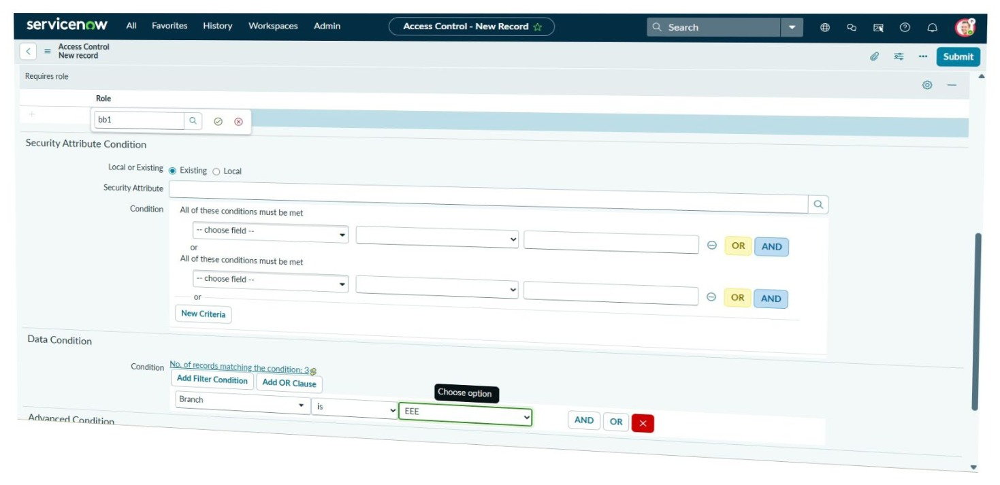 servicenow All Favorites History Workspaces Admin Access Control - New Record Search
Access Control
New record
Submit
Requires role
Role
bb1
Security Attribute Condition
Local or Existing Existing Local
Security Attribute
Condition All of these conditions must be met
-- choose field --
OR AND
or
All of these conditions must be met
-- choose field --
OR AND
or
New Criteria
Data Condition
Condition No. of records matching the condition: 3
Add Filter Condition Add OR Clause
Choose option
Branch is EEE AND OR
Advanced Condition